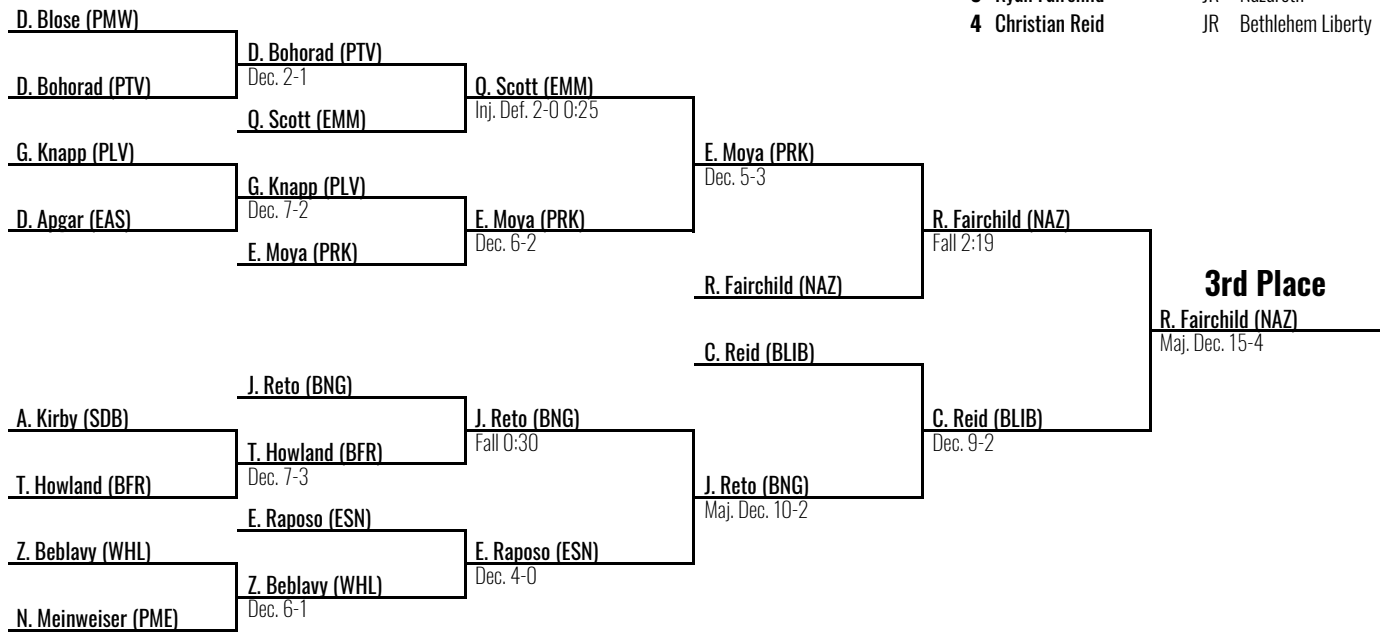 3 Ryan Fairchild JR Nazareth
4 Christian Reid JR Bethlehem Liberty
D. Blose (PMW)
D. Bohorad (PTV)
Dec. 2-1
D. Bohorad (PTV)
Q. Scott (EMM)
Inj. Def. 2-0 0:25
Q. Scott (EMM)
G. Knapp (PLV)
E. Moya (PRK)
Dec. 5-3
G. Knapp (PLV)
Dec. 7-2
D. Apgar (EAS)
E. Moya (PRK)
Dec. 6-2
R. Fairchild (NAZ)
Fall 2:19
E. Moya (PRK)
R. Fairchild (NAZ)
3rd Place
R. Fairchild (NAZ)
Maj. Dec. 15-4
C. Reid (BLIB)
J. Reto (BNG)
A. Kirby (SDB)
J. Reto (BNG)
Fall 0:30
C. Reid (BLIB)
Dec. 9-2
T. Howland (BFR)
Dec. 7-3
T. Howland (BFR)
J. Reto (BNG)
Maj. Dec. 10-2
E. Raposo (ESN)
Z. Beblavy (WHL)
E. Raposo (ESN)
Dec. 4-0
Z. Beblavy (WHL)
Dec. 6-1
N. Meinweiser (PME)